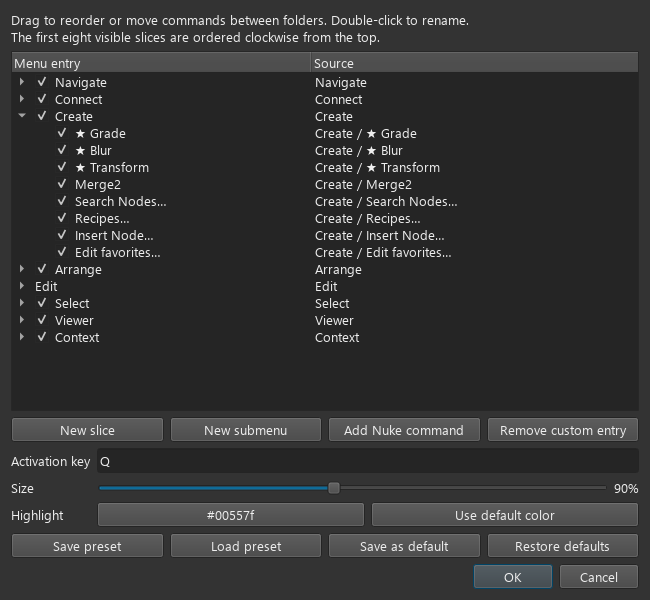 Drag to reorder or move commands between folders. Double-click to rename.
The first eight visible slices are ordered clockwise from the top.
Menu entry Source
✓ Navigate Navigate
✓ Connect Connect
✓ Create Create
✓ ★ Grade Create / ★ Grade
✓ ★ Blur Create / ★ Blur
✓ ★ Transform Create / ★ Transform
✓ Merge2 Create / Merge2
✓ Search Nodes... Create / Search Nodes...
✓ Recipes... Create / Recipes...
✓ Insert Node... Create / Insert Node...
✓ Edit favorites... Create / Edit favorites...
✓ Arrange Arrange
Edit Edit
✓ Select Select
✓ Viewer Viewer
✓ Context Context
New slice New submenu Add Nuke command Remove custom entry
Activation key Q
Size 90%
Highlight #00557f Use default color
Save preset Load preset Save as default Restore defaults
OK Cancel